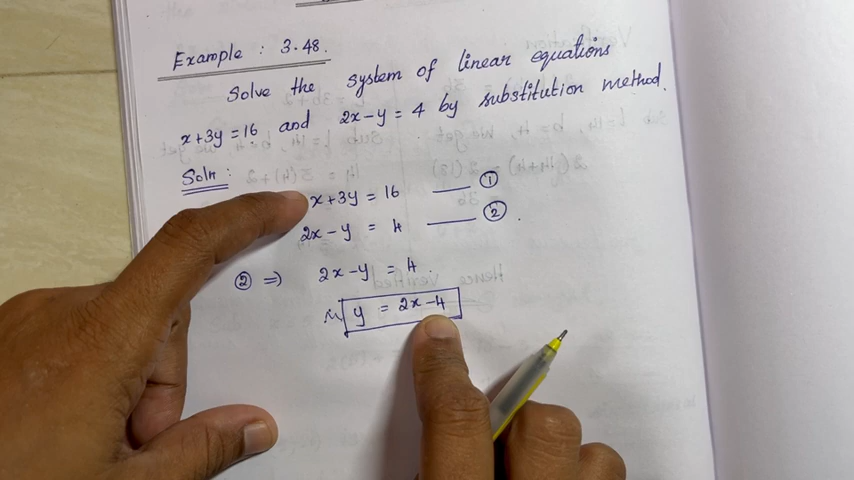 Example : 3.48.
Solve the system of linear equations
x+3y = 16 and 2x-y = 4 by substitution method.
Soln :
x+3y = 16 —— ①
2x-y = 4 —— ②
② ⇒ 2x-y = 4.
y = 2x-4